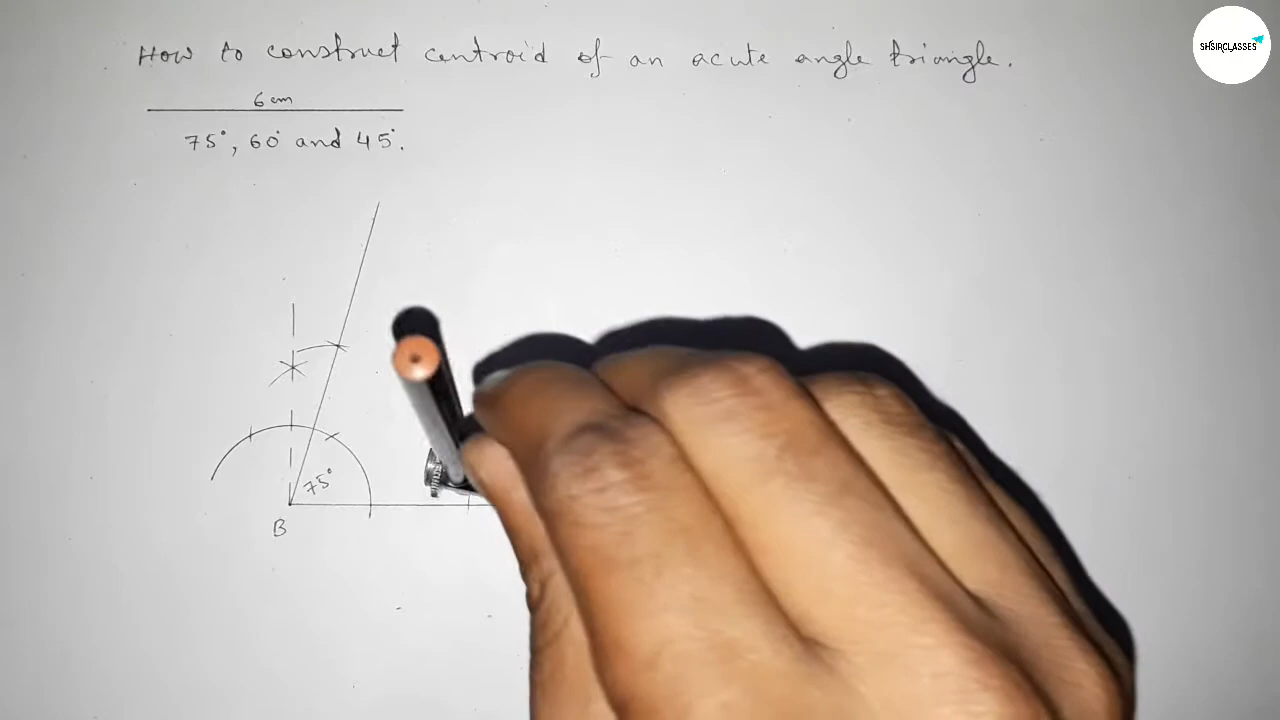 How to construct centroid of an acute angle triangle.
SHSIRCLASSES
6 cm
75°, 60° and 45°.
75°
B